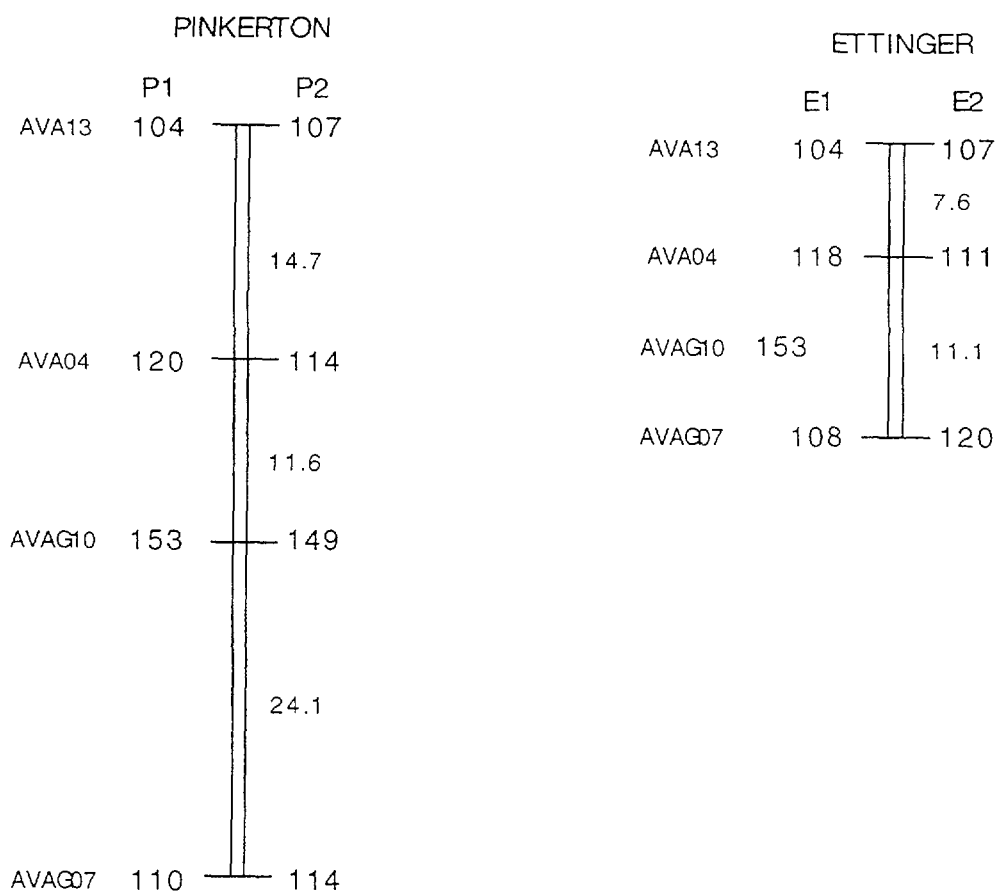 PINKERTON
P1 P2
AVA13 104 107
14.7
AVA04 120 114
11.6
AVAG10 153 149
24.1
AVAG07 110 114
ETTINGER
E1 E2
AVA13 104 107
7.6
AVA04 118 111
AVAG10 153 11.1
AVAG07 108 120